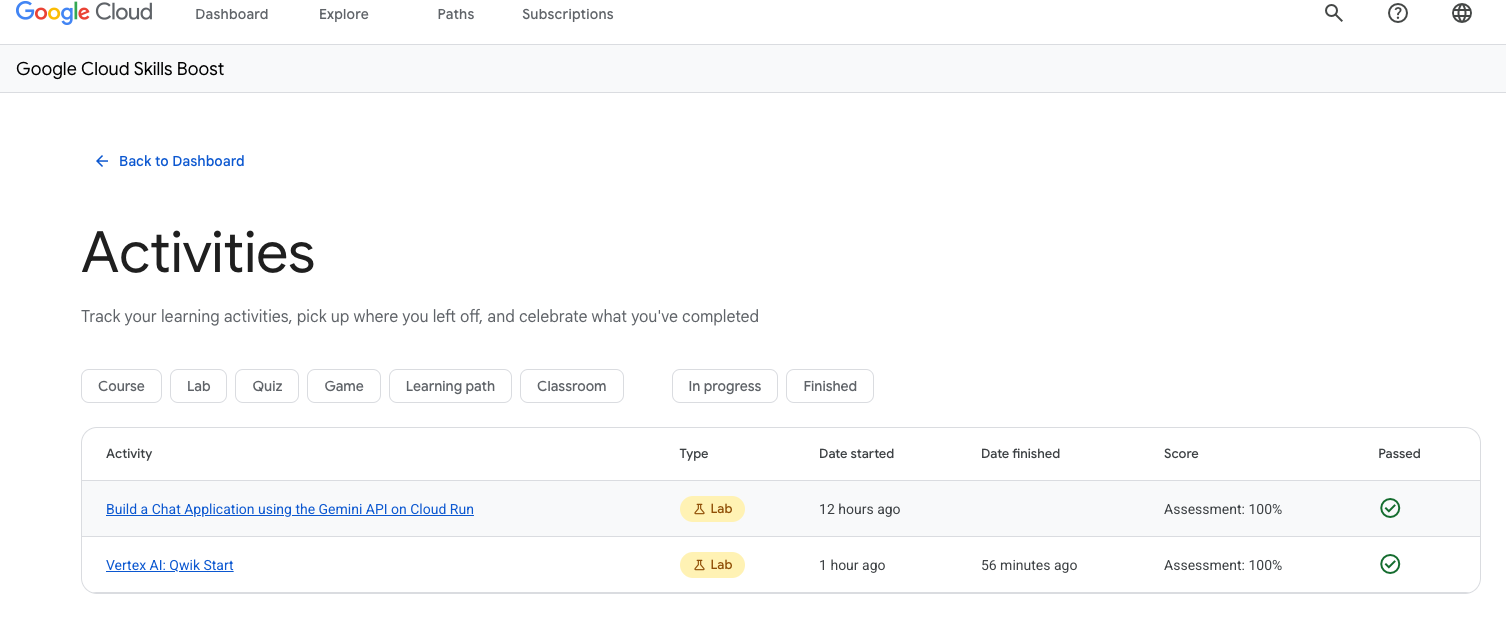 Google Cloud Dashboard Explore Paths Subscriptions
Google Cloud Skills Boost
Back to Dashboard
Activities
Track your learning activities, pick up where you left off, and celebrate what you've completed
Course Lab Quiz Game Learning path Classroom In progress Finished
Activity Type Date started Date finished Score Passed
Build a Chat Application using the Gemini API on Cloud Run Lab 12 hours ago Assessment: 100%
Vertex AI: Qwik Start Lab 1 hour ago 56 minutes ago Assessment: 100%